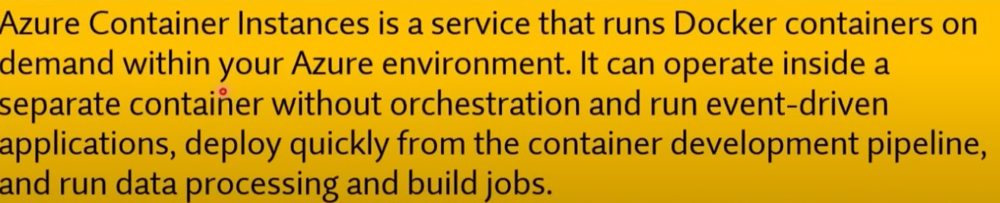 Azure Container Instances is a service that runs Docker containers on
demand within your Azure environment. It can operate inside a
separate container without orchestration and run event-driven
applications, deploy quickly from the container development pipeline,
and run data processing and build jobs.